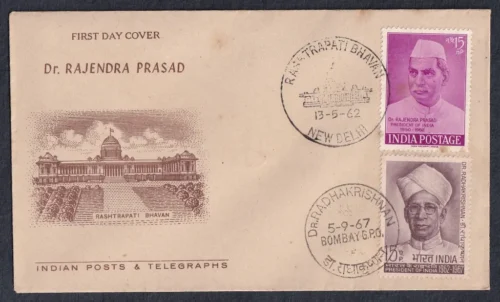 FIRST DAY COVER
Dr. RAJENDRA PRASAD
RASHTRAPATI BHAVAN
INDIAN POSTS & TELEGRAPHS
RASHTRAPATI BHAVAN
13-5-62
NEW DELHI
15
DR. RAJENDRA PRASAD
PRESIDENT OF INDIA
INDIA POSTAGE
Dr. RADHAKRISHNAN
5-9-67
BOMBAY G.P.O.
DR. RADHAKRISHNAN
15
भारत INDIA
PRESIDENT OF INDIA
1962-1967